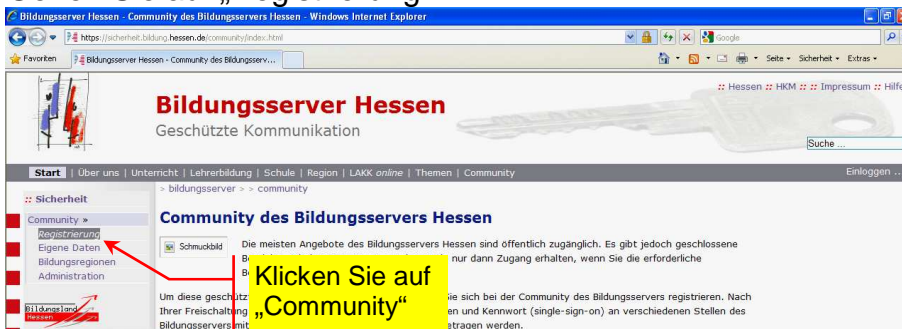 Bildungsserver Hessen - Community des Bildungsservers Hessen - Windows Internet Explorer
https://sicherheit.bildung.hessen.de/community/index.html
Google
Favoriten
Bildungsserver Hessen - Community des Bildungsserv...
Seite
Sicherheit
Extras
:: Hessen :: HKM :: :: Impressum :: Hilfe
Bildungsserver Hessen
Geschützte Kommunikation
Suche ...
Start | Über uns | Unterricht | Lehrerbildung | Schule | Region | LAKK online | Themen | Community
Einloggen ...
:: Sicherheit
> bildungsserver > > community
Community »
Registrierung
Eigene Daten
Bildungsregionen
Administration
Community des Bildungsservers Hessen
Schmuckbild
Die meisten Angebote des Bildungsservers Hessen sind öffentlich zugänglich. Es gibt jedoch geschlossene
nur dann Zugang erhalten, wenn Sie die erforderliche
Klicken Sie auf
„Community“
Um diese
sich bei der Community des Bildungsservers registrieren. Nach
Ihrer Freischaltung
und Kennwort (single-sign-on) an verschiedenen Stellen des
Bildungsservers mit
werden.
Bildungsland
Hessen